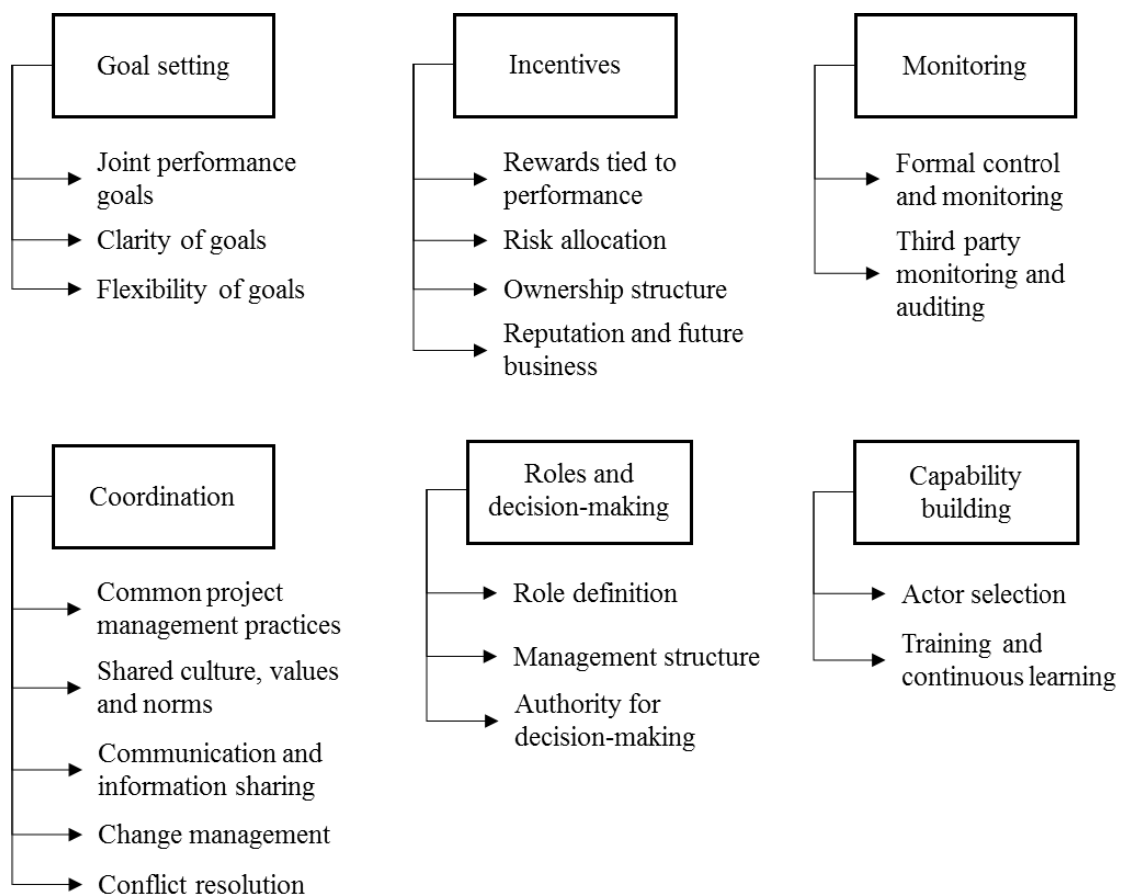 Goal setting
Joint performance
goals
Clarity of goals
Flexibility of goals
Incentives
Rewards tied to
performance
Risk allocation
Ownership structure
Reputation and future
business
Monitoring
Formal control
and monitoring
Third party
monitoring and
auditing
Coordination
Common project
management practices
Shared culture, values
and norms
Communication and
information sharing
Change management
Conflict resolution
Roles and
decision-making
Role definition
Management structure
Authority for
decision-making
Capability
building
Actor selection
Training and
continuous learning